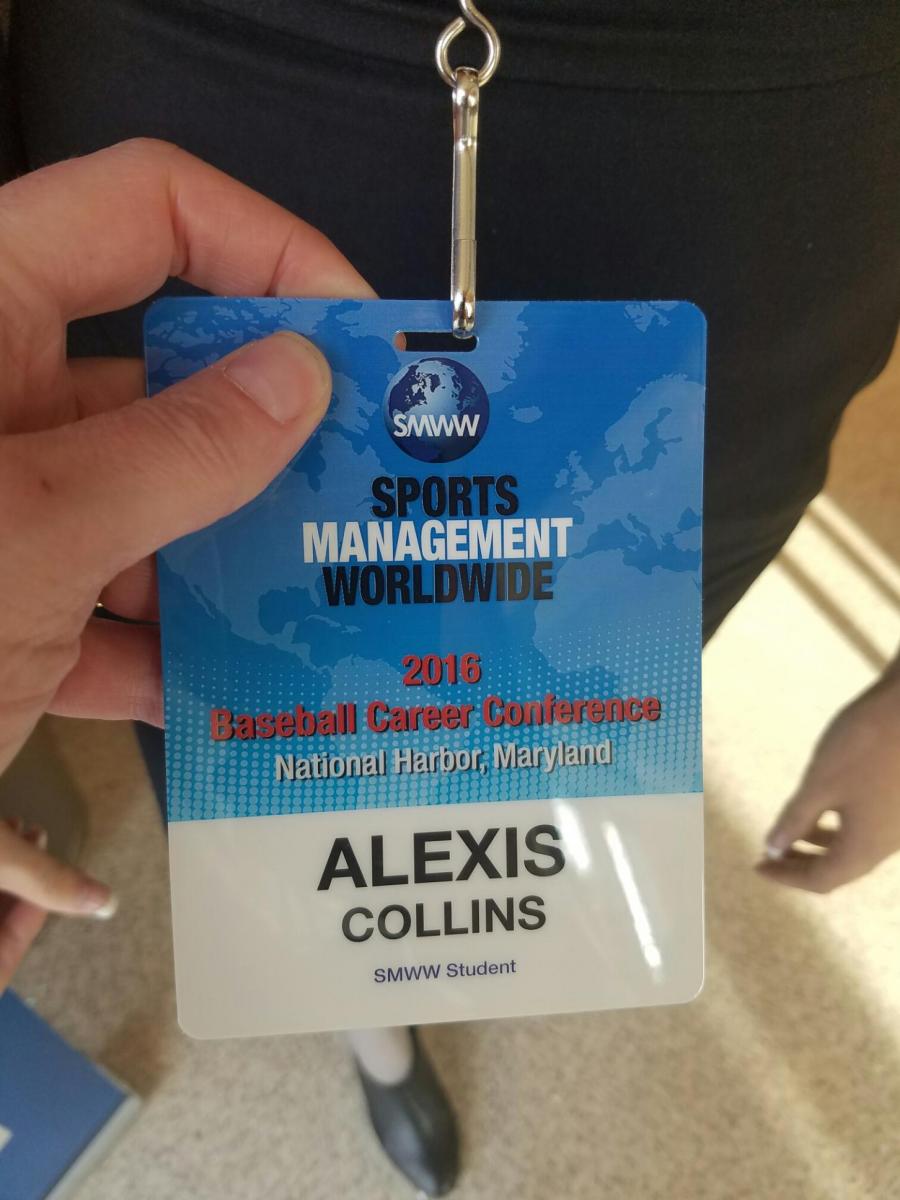 SMWW
SPORTS
MANAGEMENT
WORLDWIDE
2016
Baseball Career Conference
National Harbor, Maryland
ALEXIS
COLLINS
SMWW Student